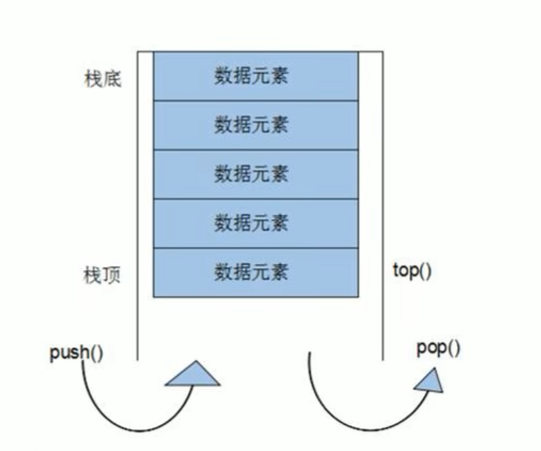 栈底
数据元素
数据元素
数据元素
数据元素
栈顶
数据元素
top()
push()
pop()